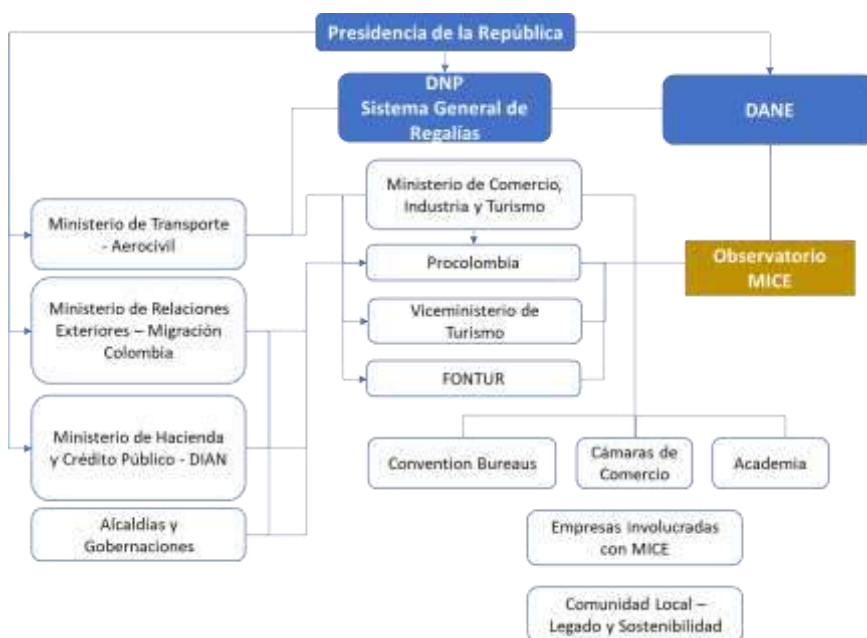 Presidencia de la República
DNP
Sistema General de
Regalías
DANE
Ministerio de Comercio,
Industria y Turismo
Ministerio de Transporte
- Aerocivil
Procolombia
Observatorio
MICE
Ministerio de Relaciones
Exteriores – Migración
Colombia
Viceministerio de
Turismo
FONTUR
Ministerio de Hacienda
y Crédito Público - DIAN
Convention Bureaus
Cámaras de
Comercio
Academia
Alcaldías y
Gobernaciones
Empresas involucradas
con MICE
Comunidad Local –
Legado y Sostenibilidad